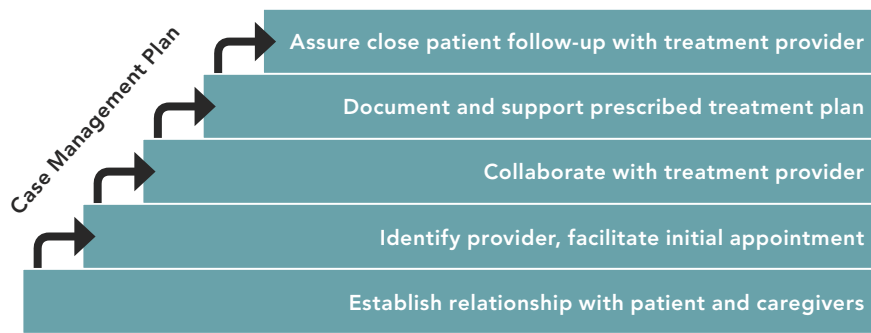 Case Management Plan
Assure close patient follow-up with treatment provider
Document and support prescribed treatment plan
Collaborate with treatment provider
Identify provider, facilitate initial appointment
Establish relationship with patient and caregivers